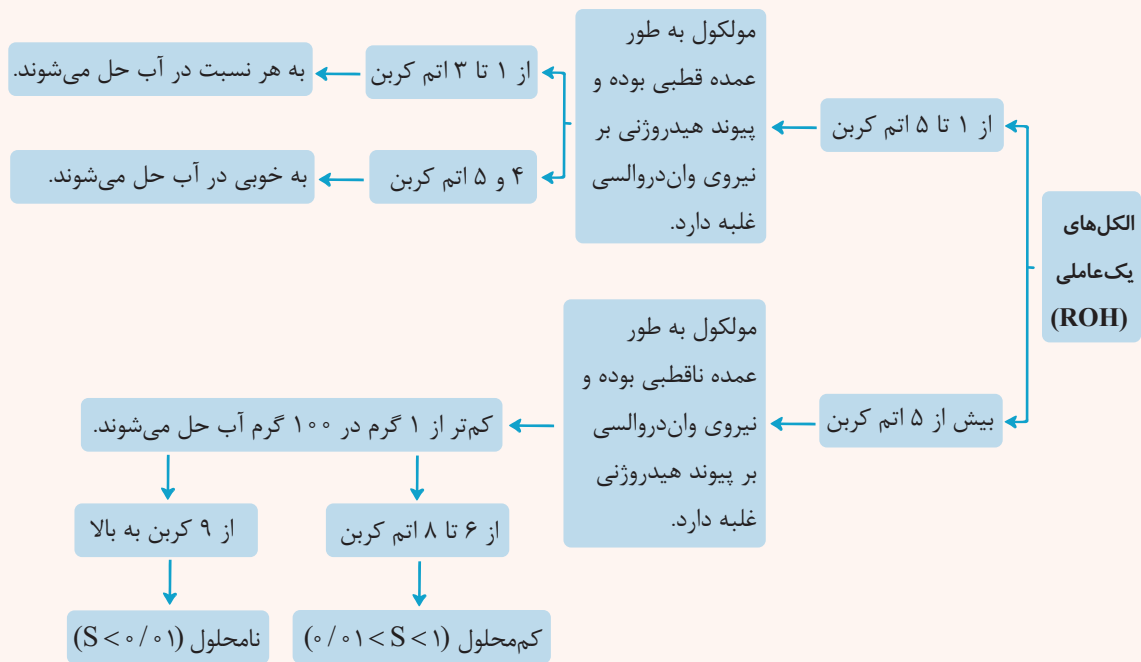 الکل‌های
یک‌عاملی
(ROH)
از ۱ تا ۵ اتم کربن
مولکول به طور
عمده قطبی بوده و
پیوند هیدروژنی بر
نیروی وان‌دروالسی
غلبه دارد.
از ۱ تا ۳ اتم کربن
به هر نسبت در آب حل می‌شوند.
۴ و ۵ اتم کربن
به خوبی در آب حل می‌شوند.
بیش از ۵ اتم کربن
مولکول به طور
عمده ناقطبی بوده و
نیروی وان‌دروالسی
بر پیوند هیدروژنی
غلبه دارد.
کم‌تر از ۱ گرم در ۱۰۰ گرم آب حل می‌شوند.
از ۶ تا ۸ اتم کربن
کم‌محلول (۰/۰۱<S<۱)
از ۹ کربن به بالا
نامحلول (S<۰/۰۱)